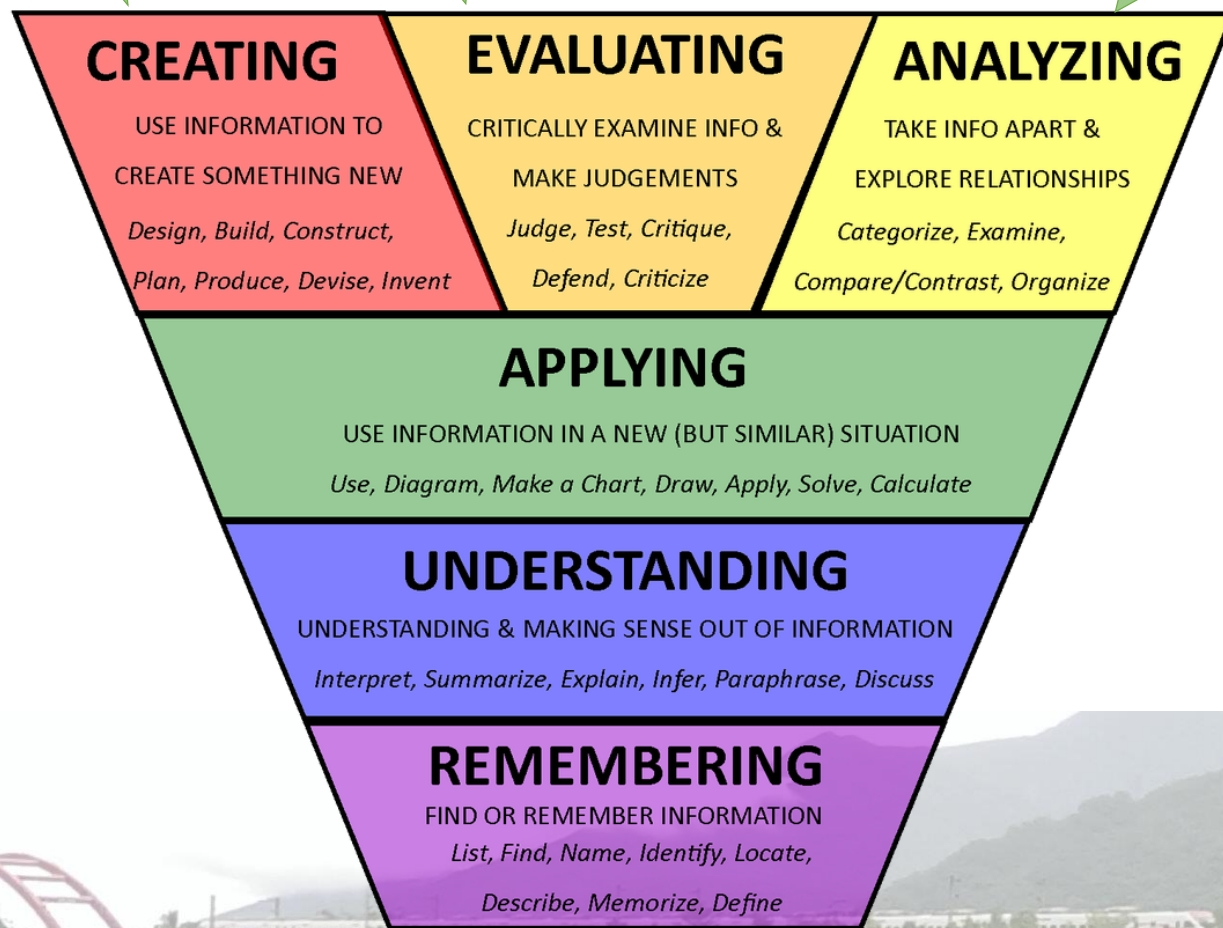 CREATING
USE INFORMATION TO
CREATE SOMETHING NEW
Design, Build, Construct,
Plan, Produce, Devise, Invent
EVALUATING
CRITICALLY EXAMINE INFO &
MAKE JUDGEMENTS
Judge, Test, Critique,
Defend, Criticize
ANALYZING
TAKE INFO APART &
EXPLORE RELATIONSHIPS
Categorize, Examine,
Compare/Contrast, Organize
APPLYING
USE INFORMATION IN A NEW (BUT SIMILAR) SITUATION
Use, Diagram, Make a Chart, Draw, Apply, Solve, Calculate
UNDERSTANDING
UNDERSTANDING & MAKING SENSE OUT OF INFORMATION
Interpret, Summarize, Explain, Infer, Paraphrase, Discuss
REMEMBERING
FIND OR REMEMBER INFORMATION
List, Find, Name, Identify, Locate,
Describe, Memorize, Define